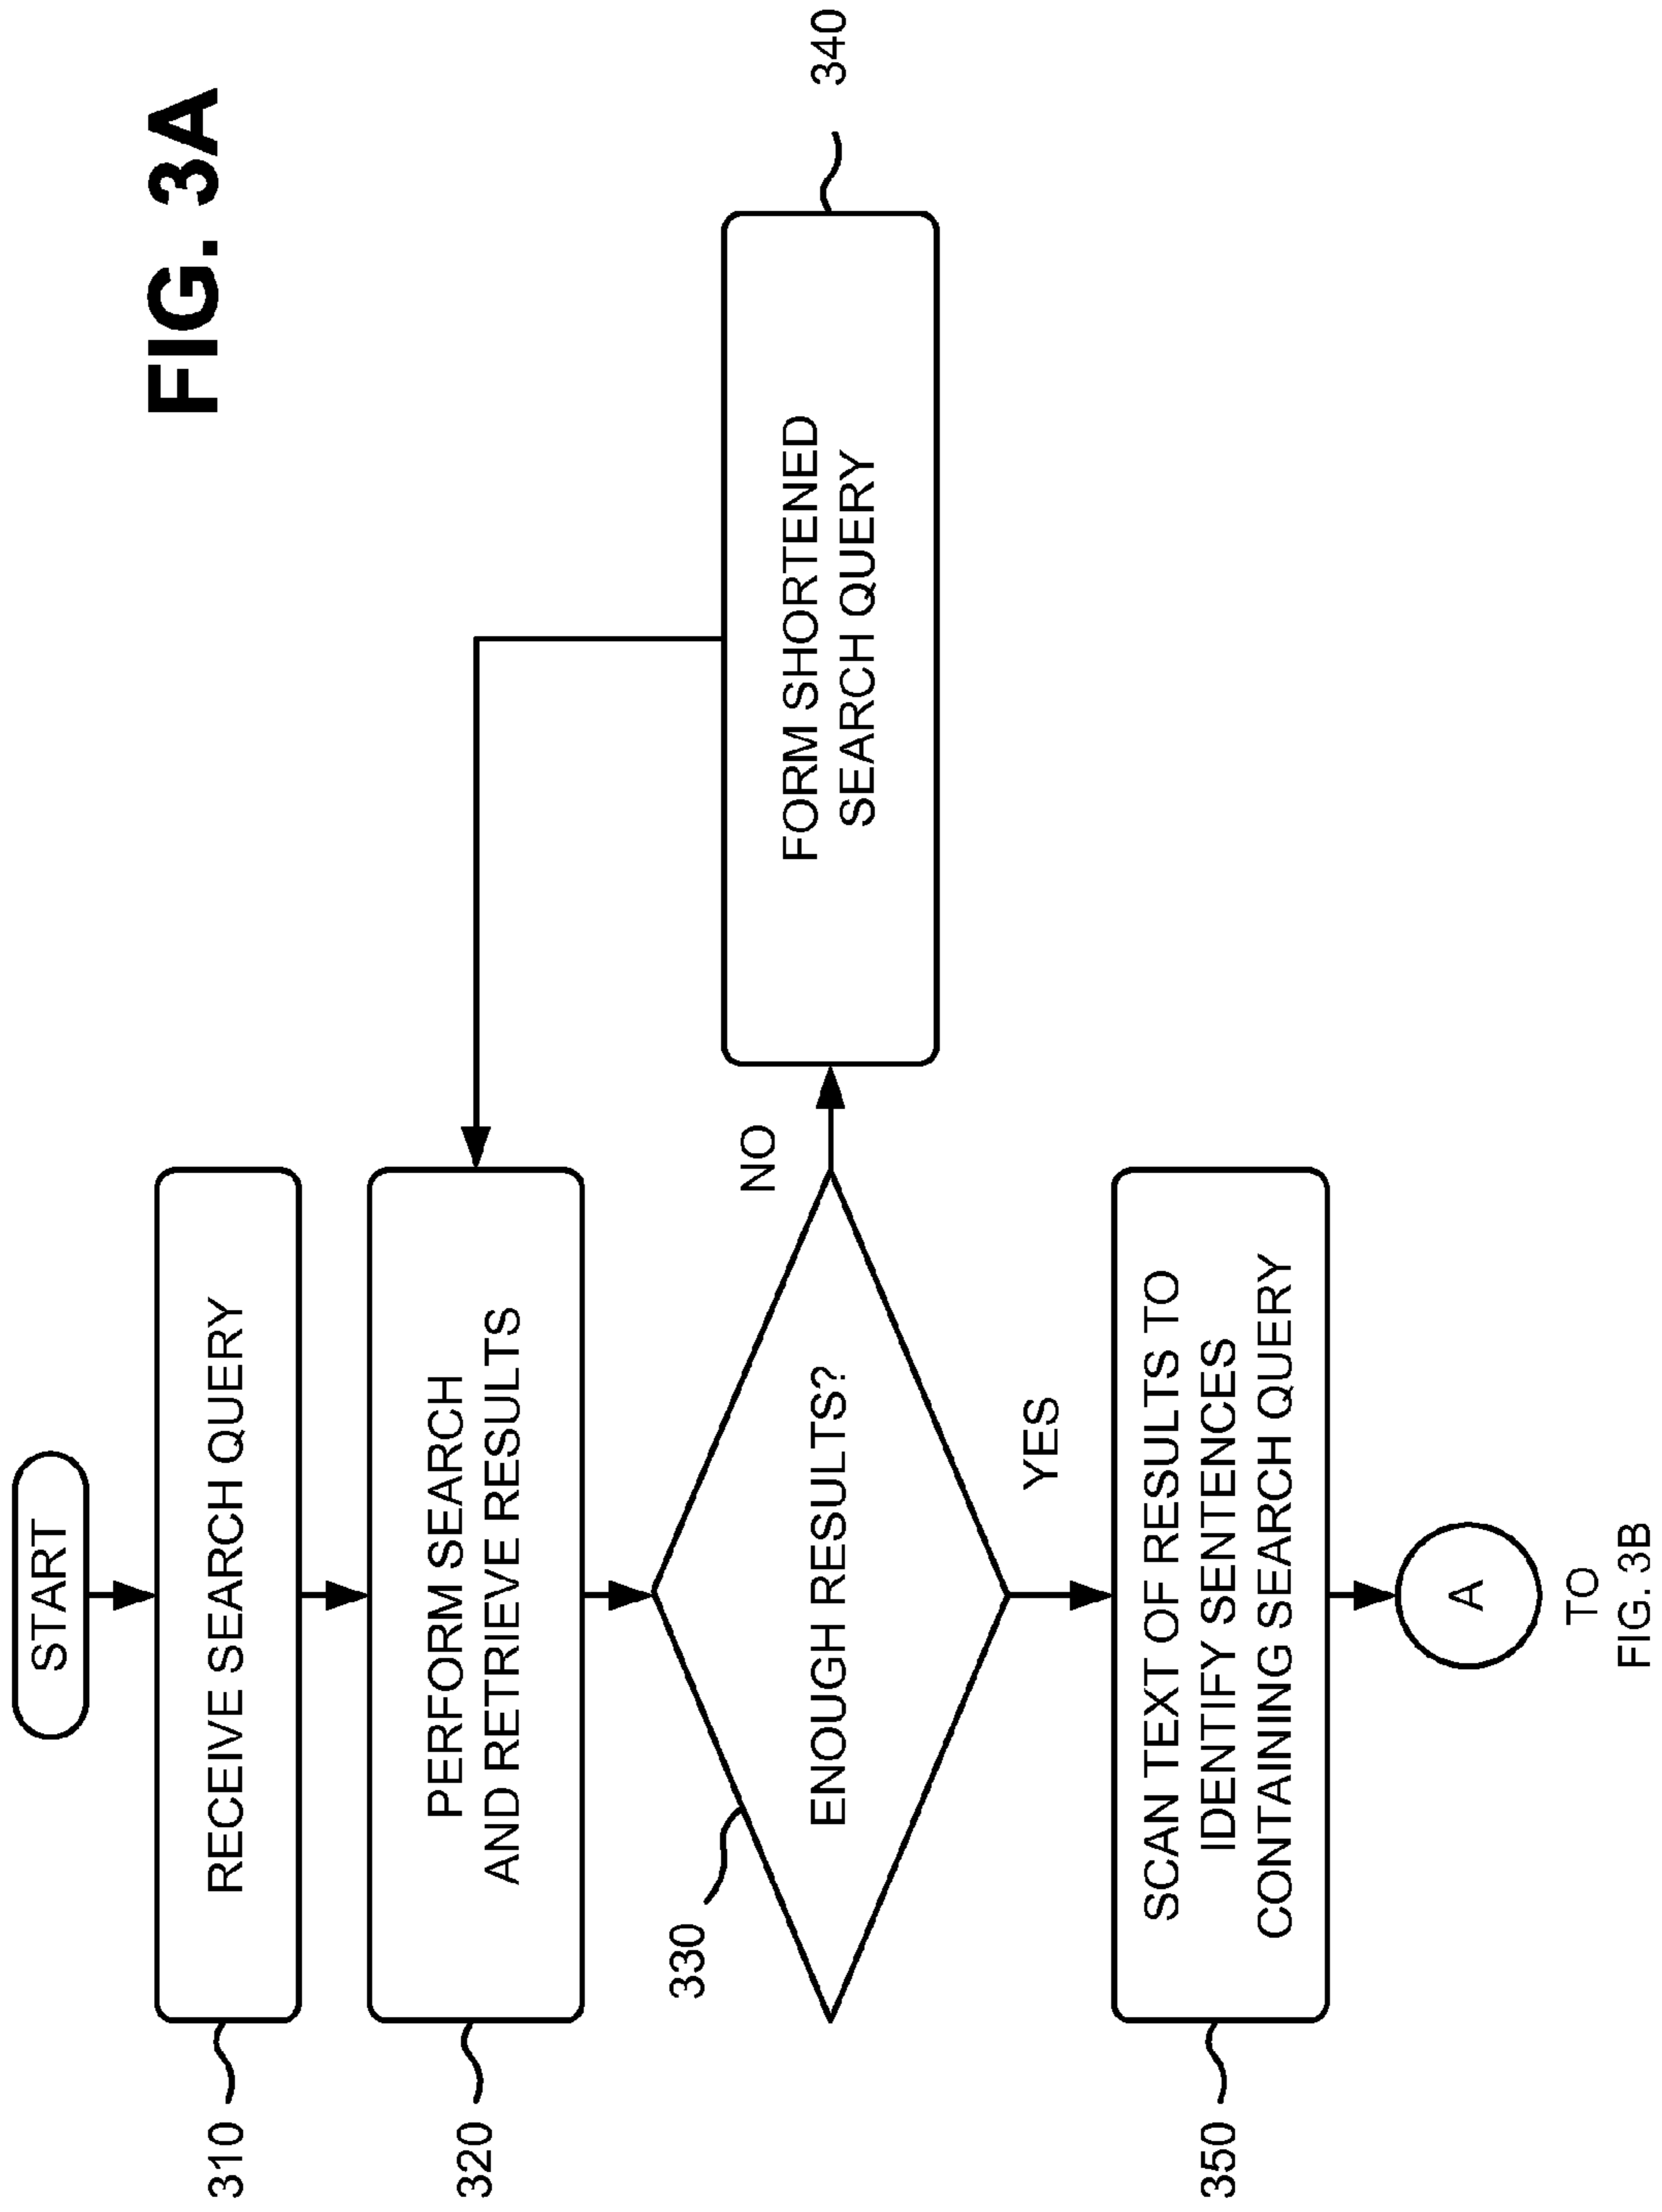 FIG. 3A
START
310
RECEIVE SEARCH QUERY
320
PERFORM SEARCH
AND RETRIEVE RESULTS
330
ENOUGH RESULTS?
NO
FORM SHORTENED
SEARCH QUERY
340
YES
350
SCAN TEXT OF RESULTS TO
IDENTIFY SENTENCES
CONTAINING SEARCH QUERY
A
TO
FIG. 3B